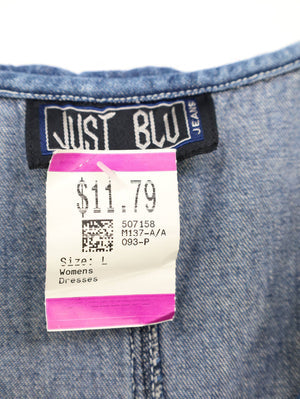 JUST BLU
JEANS
$11.79
507158
M137-A/A
093-P
Size: L
Womens
Dresses